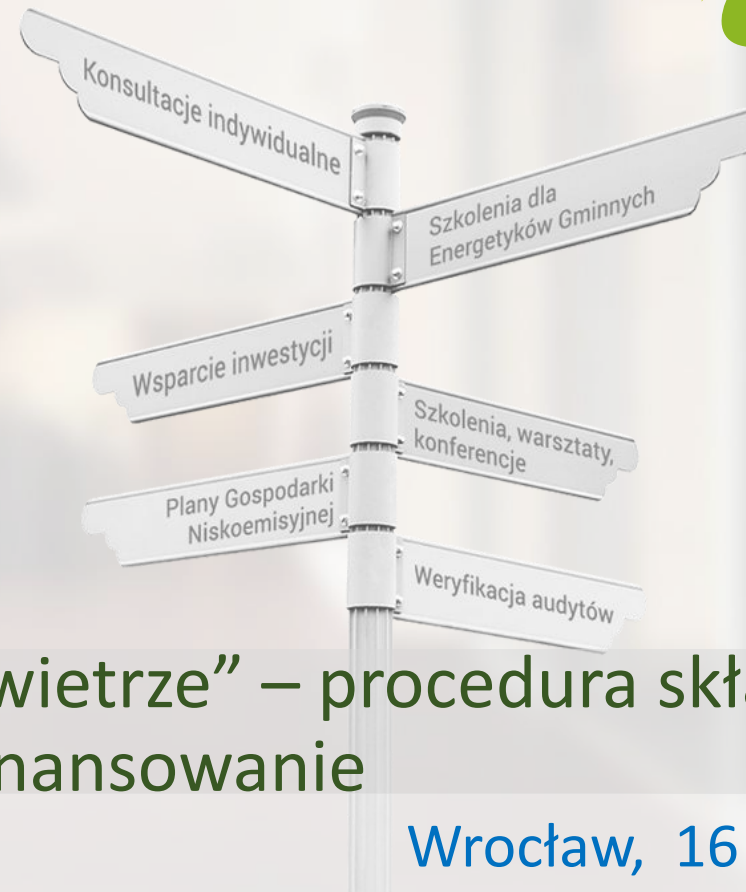 Konsultacje indywidualne
Szkolenia dla
Energetyków Gminnych
Wsparcie inwestycji
Szkolenia, warsztaty,
konferencje
Plany Gospodarki
Niskoemisyjnej
Weryfikacja audytów
wietrze” – procedura skła
nansowanie
Wrocław, 16